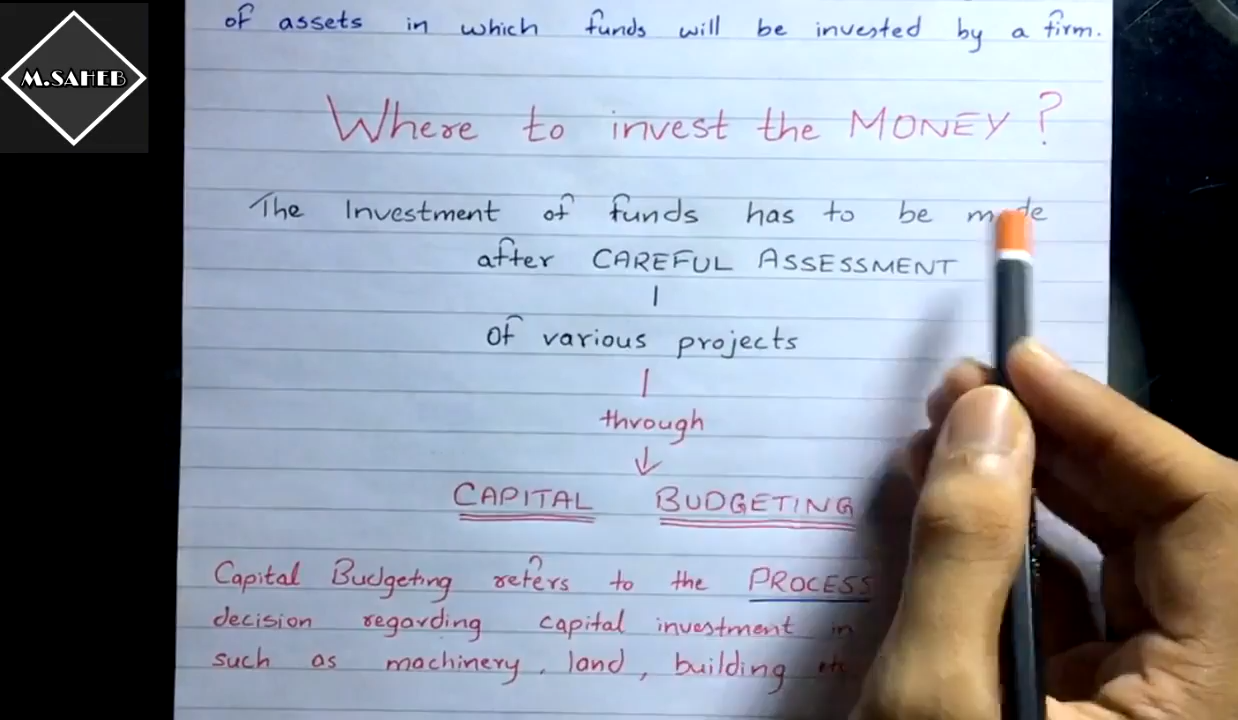 M.SAHEB
of assets in which funds will be invested by a firm.
Where to invest the MONEY?
The Investment of funds has to be made
after CAREFUL ASSESSMENT
Of various projects
through
CAPITAL BUDGETING
Capital Budgeting refers to the PROCESS
decision regarding capital investment in
such as machinery, land, building etc